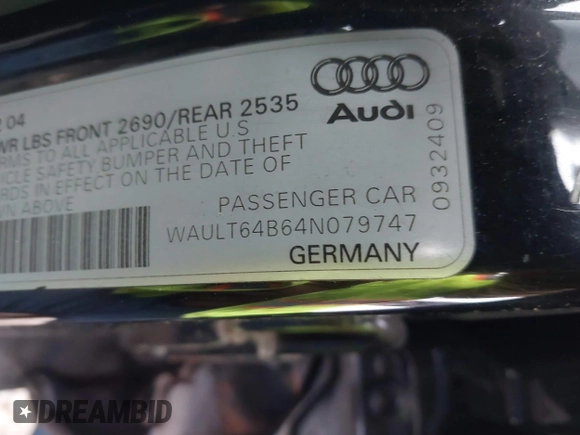 04
WR LBS FRONT 2690/REAR 2535
TO ALL APPLICABLE U.S
SAFETY BUMPER AND THEFT
IN EFFECT ON THE DATE OF
ABOVE
Audi
0932409
PASSENGER CAR
WAULT64B64N079747
GERMANY
DREAMBID